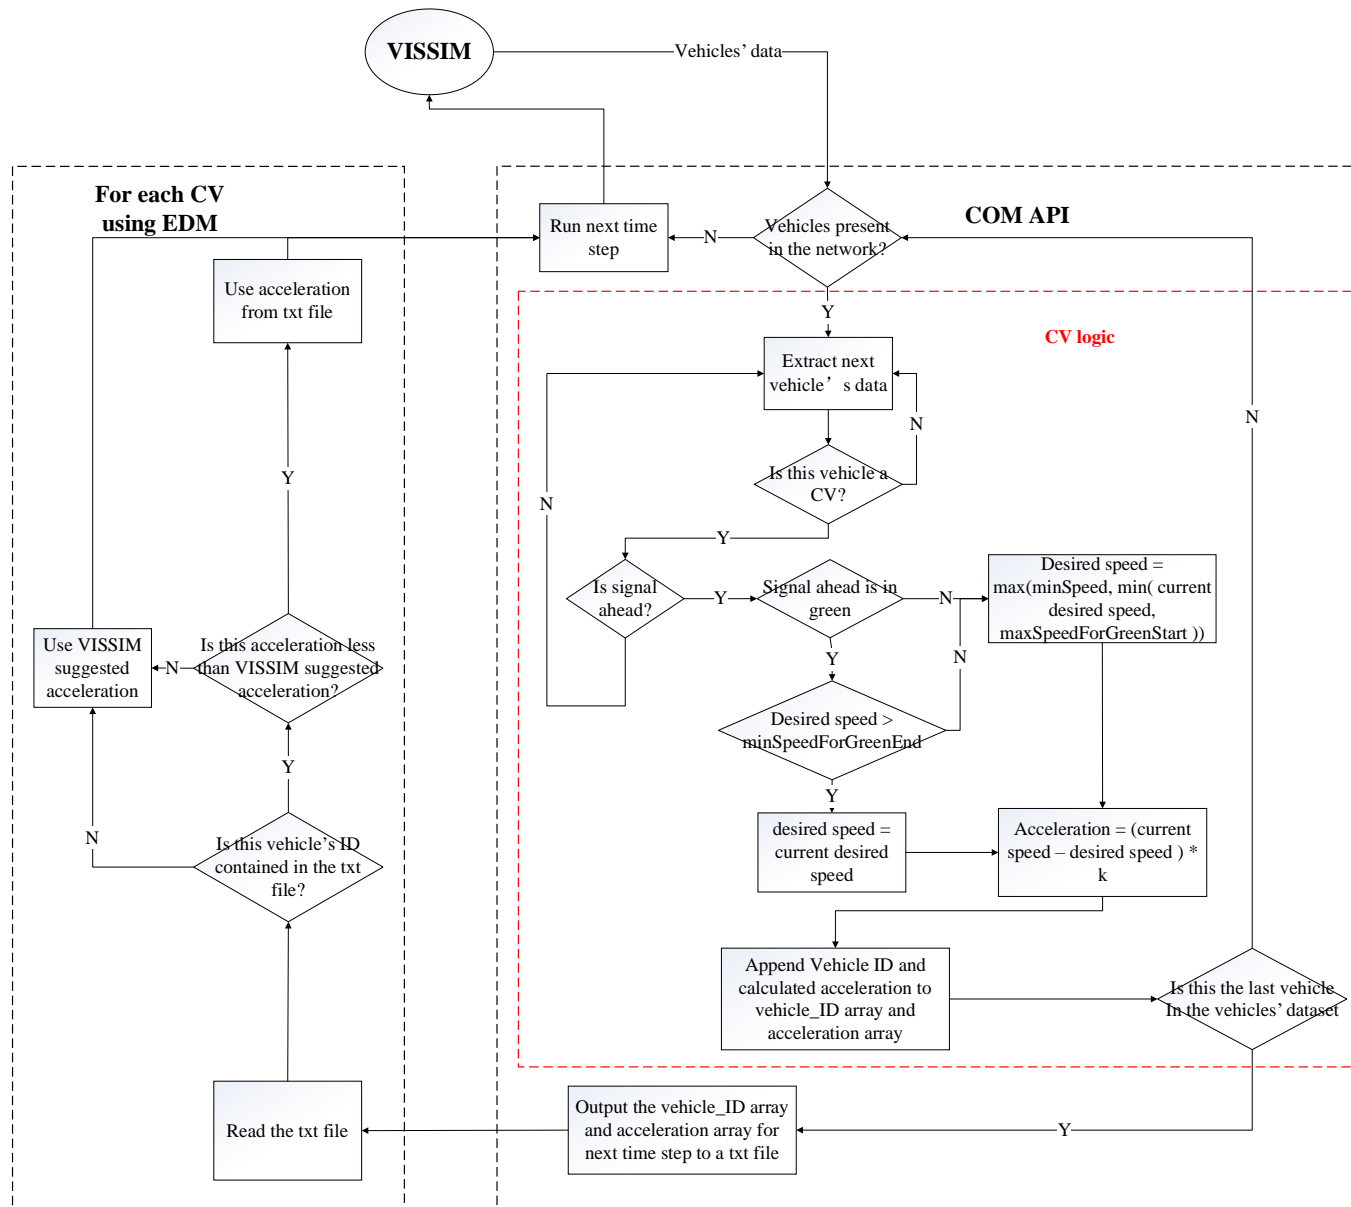 VISSIM
Vehicles’ data
For each CV
using EDM
COM API
Run next time
step
N
Vehicles present
in the network?
Use acceleration
from txt file
Y
CV logic
Extract next
vehicle’ s data
N
N
Is this vehicle a
CV?
Y
N
Y
Is signal
ahead?
Y
Signal ahead is in
green
N
Desired speed =
max(minSpeed, min( current
desired speed,
maxSpeedForGreenStart ))
Use VISSIM
suggested
acceleration
N
Is this acceleration less
than VISSIM suggested
acceleration?
Y
N
Desired speed >
minSpeedForGreenEnd
Y
Y
N
Is this vehicle’s ID
contained in the txt
file?
desired speed =
current desired
speed
Acceleration = (current
speed – desired speed ) *
k
Append Vehicle ID and
calculated acceleration to
vehicle_ID array and
acceleration array
Is this the last vehicle
In the vehicles’ dataset
Read the txt file
Output the vehicle_ID array
and acceleration array for
next time step to a txt file
Y